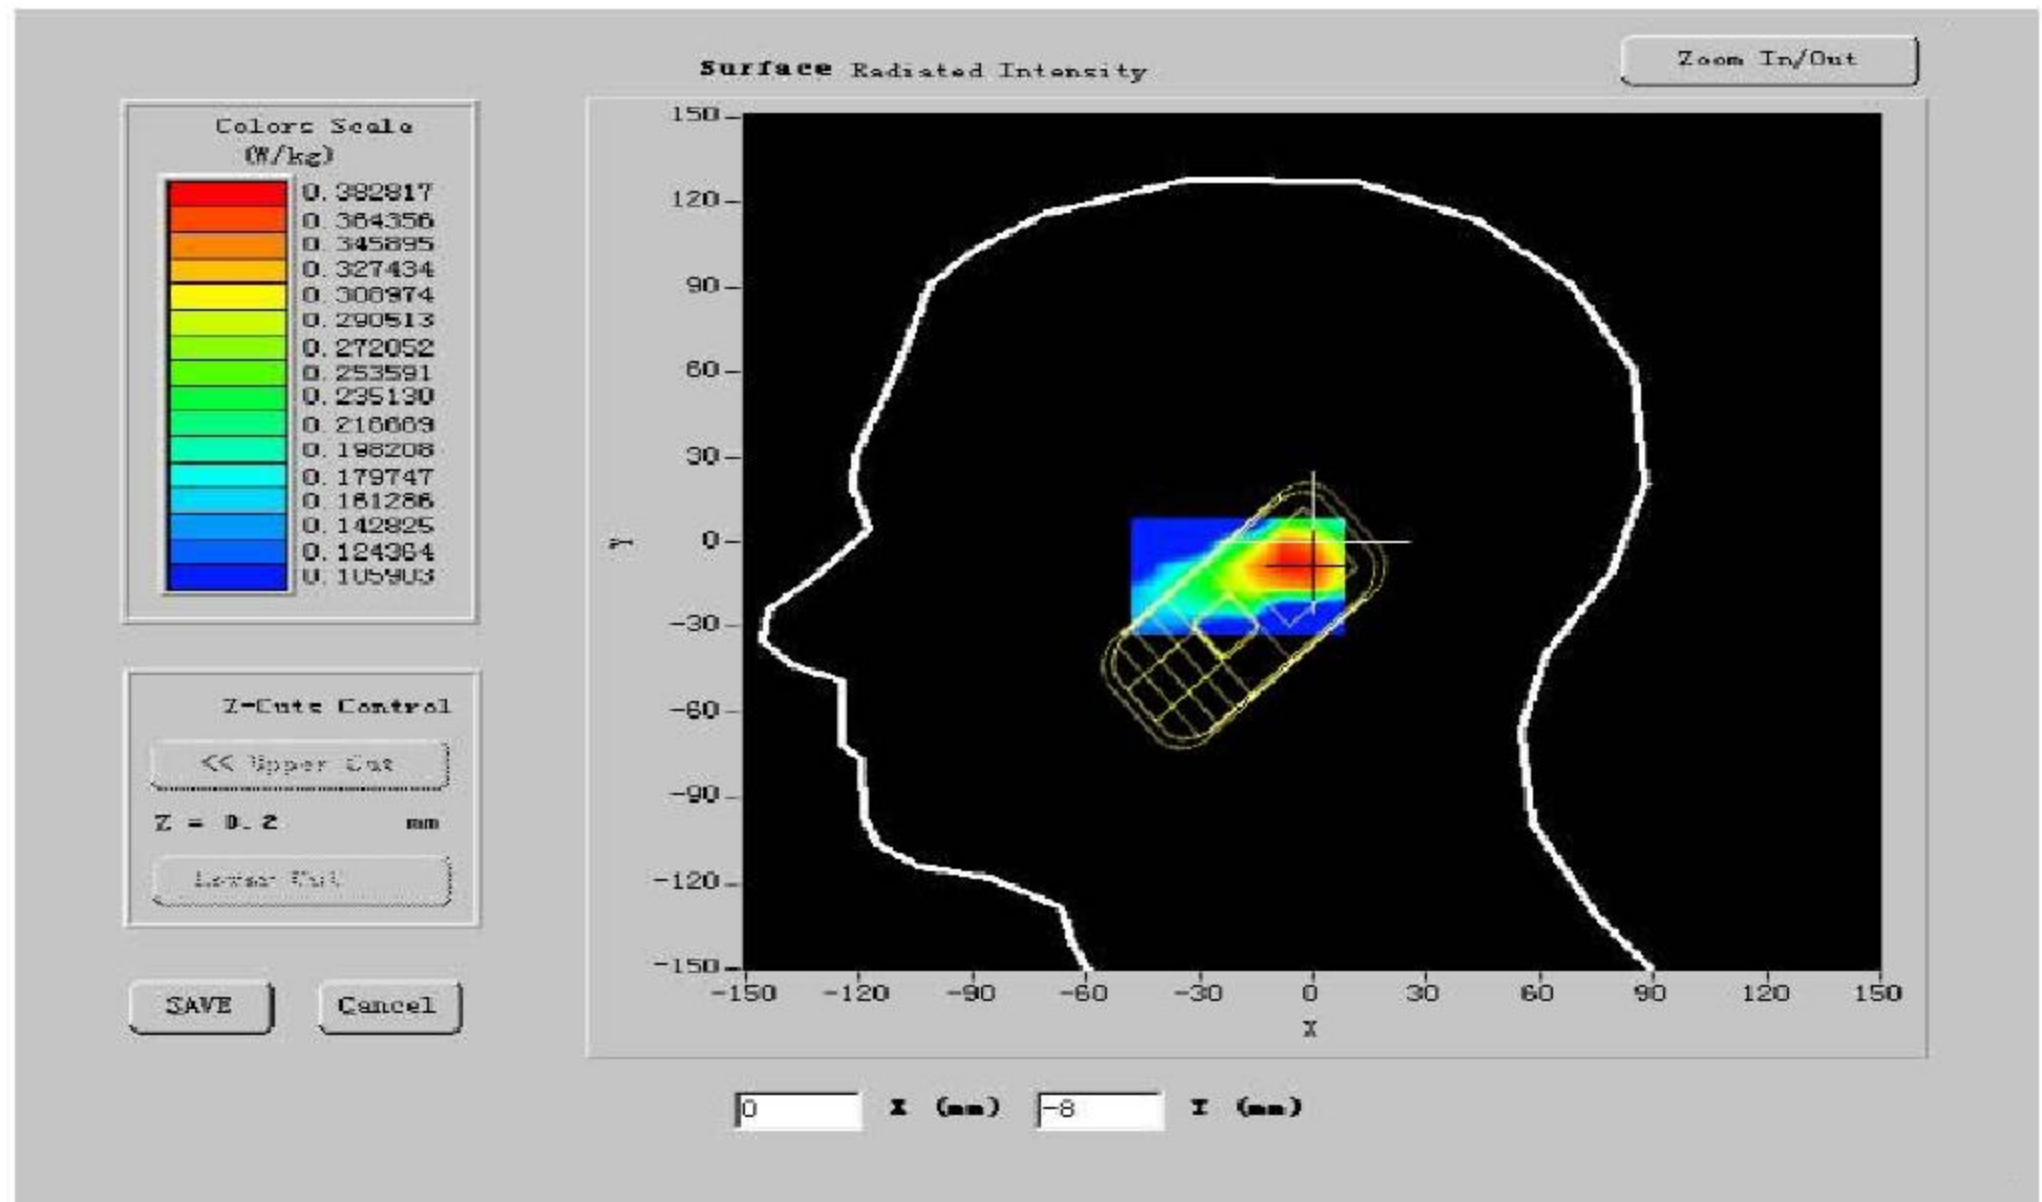 Surface Radiated Intensity
Zoom In/Out
Colors Scale
(W/kg)
0.382817
0.364356
0.345895
0.327434
0.308974
0.290513
0.272052
0.253591
0.235130
0.216669
0.198208
0.179747
0.161286
0.142825
0.124364
0.105903
Z-Cuts Control
<< Upper Cut
Z = 0.2 mm
Lower Cut
SAVE
Cancel
150
120
90
60
30
0
-30
-60
-90
-120
-150
Y
-150 -120 -90 -60 -30 0 30 60 90 120 150
X
0 X (mm) -8 Y (mm)